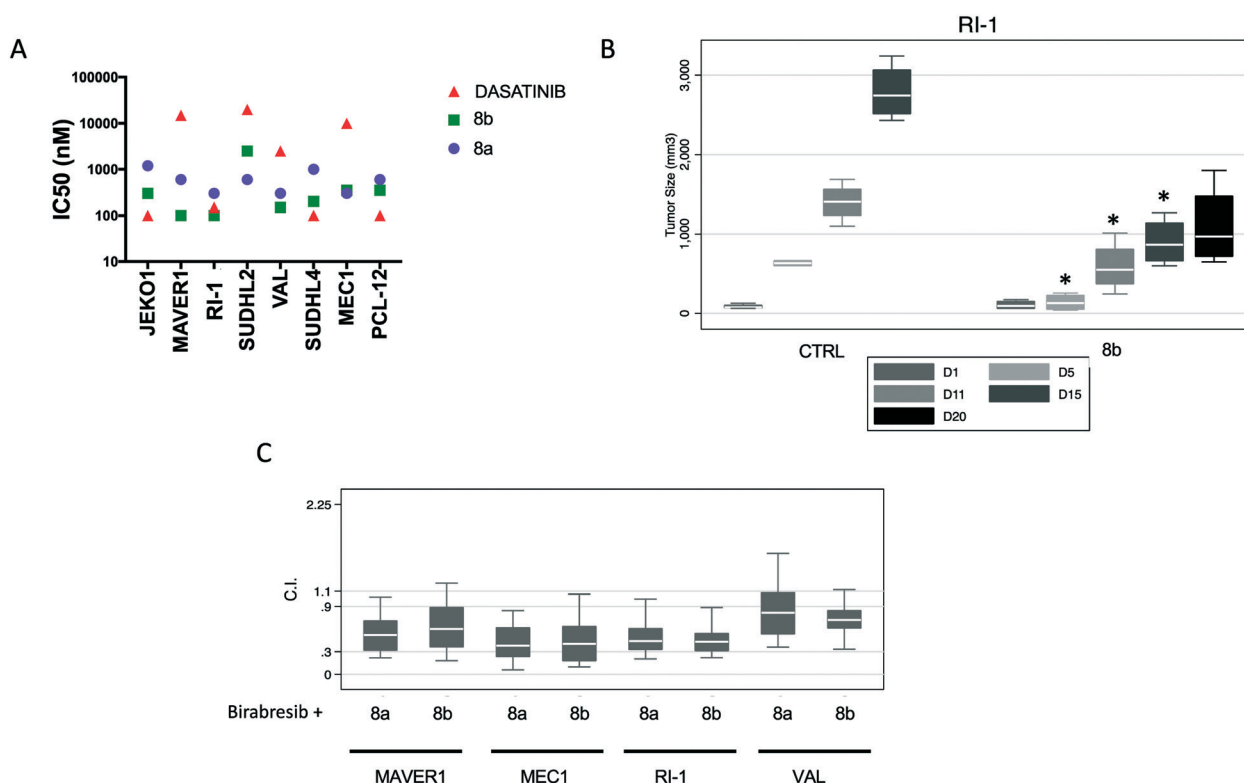 A
IC50 (nM)
100000
10000
1000
100
10
JEKO1
MAVER1
RI-1
SUDHL2
VAL
SUDHL4
MEC1
PCL-12
DASATINIB
8b
8a
B
RI-1
Tumor Size (mm3)
3,000
2,000
1,000
0
* * *
CTRL 8b
D1 D5
D11 D15
D20
C
C.I.
2.25
1.1
.9
.3
0
Birabresib + 8a 8b 8a 8b 8a 8b 8a 8b
MAVER1 MEC1 RI-1 VAL